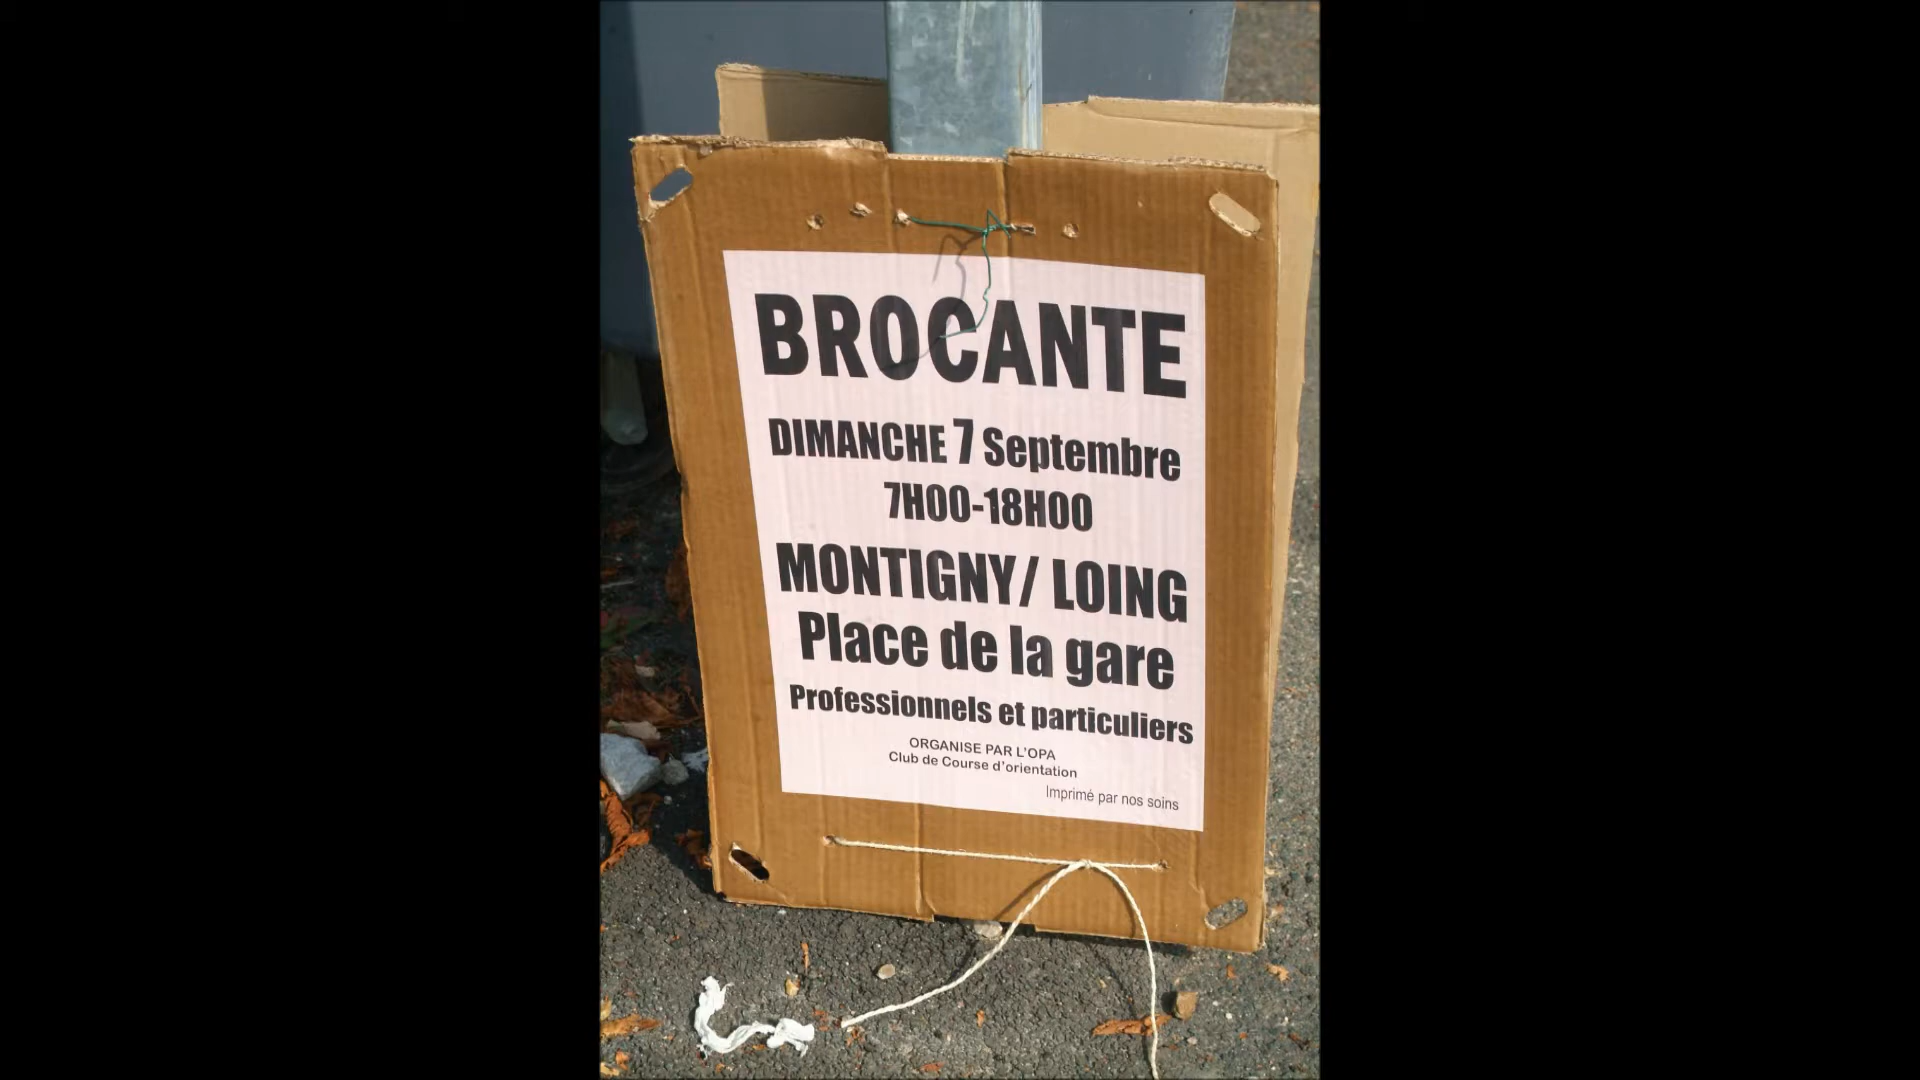 BROCANTE
DIMANCHE 7 Septembre
7H00-18H00
MONTIGNY/ LOING
Place de la gare
Professionnels et particuliers
ORGANISE PAR L'OPA
Club de Course d'orientation
Imprimé par nos soins